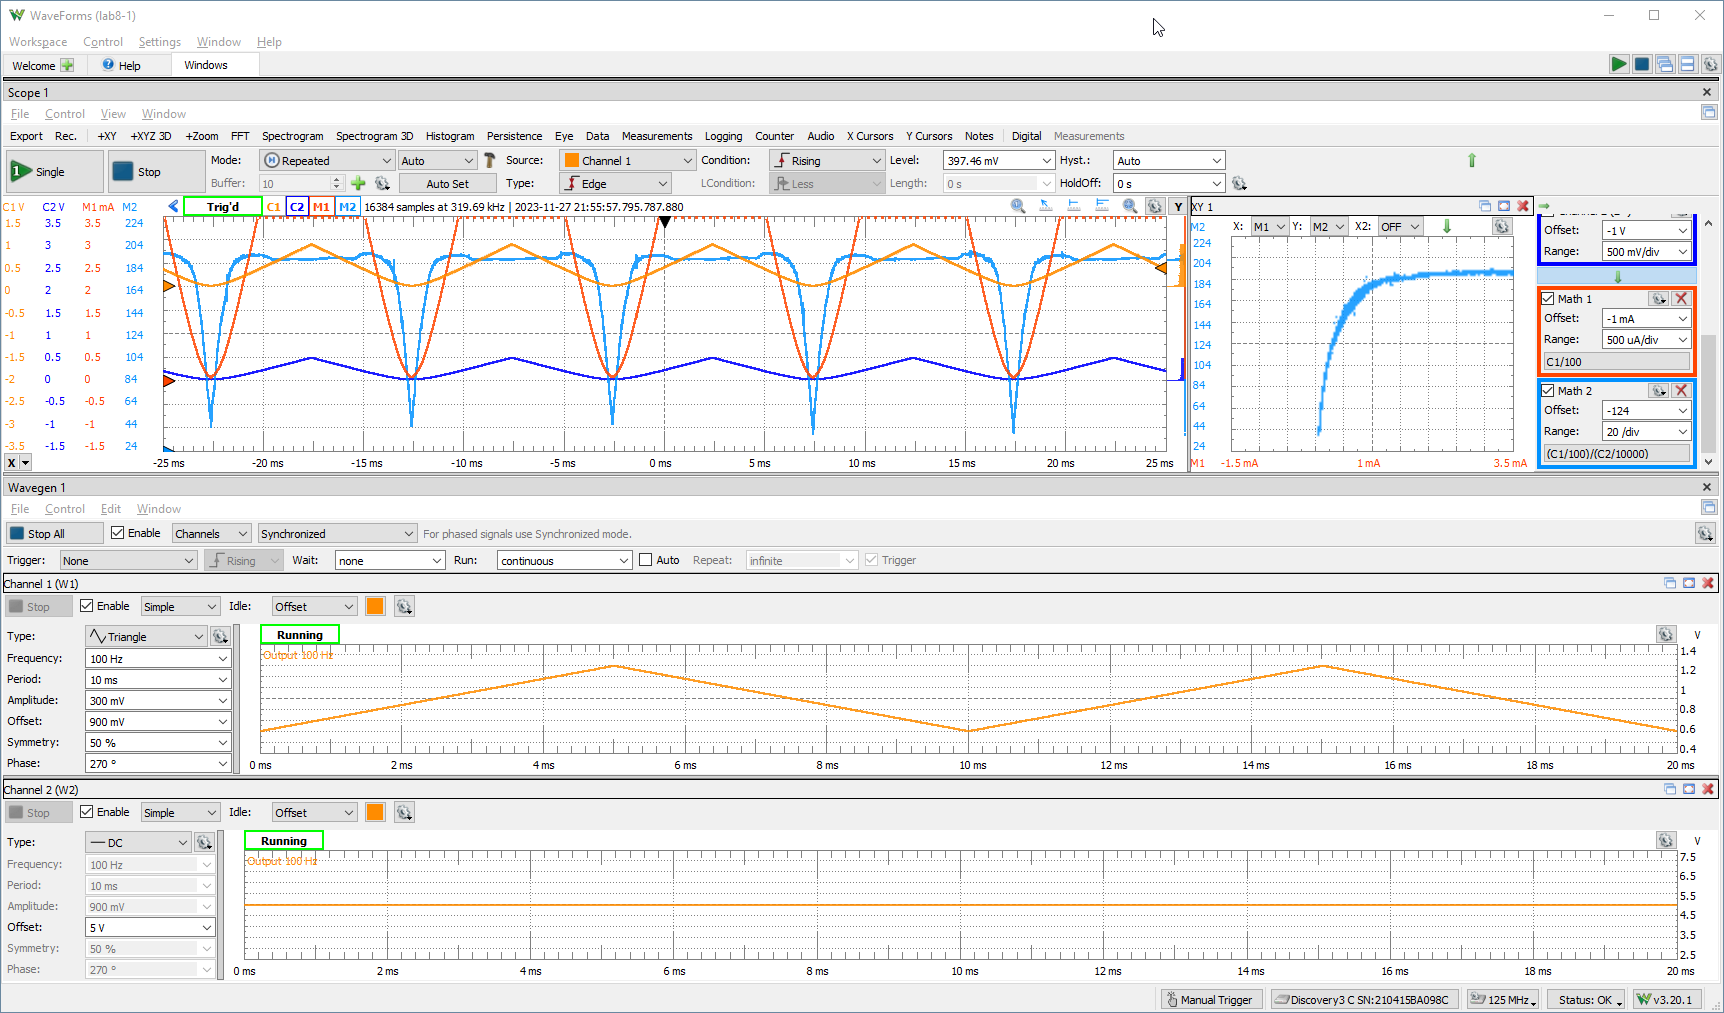 WaveForms (lab8-1)
Workspace Control Settings Window Help
Welcome Help Windows
Scope 1
File Control View Window
Export Rec. +XY +XYZ 3D +Zoom FFT Spectrogram Spectrogram 3D Histogram Persistence Eye Data Measurements Logging Counter Audio X Cursors Y Cursors Notes Digital Measurements
Single Stop Mode: Repeated Auto Source: Channel 1 Condition: Rising Level: 397.46 mV Hyst.: Auto
Buffer: 10 Auto Set Type: Edge LCondition: Less Length: 0 s HoldOff: 0 s
C1 V C2 V M1 mA M2 Trig'd C1 C2 M1 M2 16384 samples at 319.69 kHz | 2023-11-27 21:55:57.795.787.880 Y
1.5 3.5 3.5 224
1 3 3 204
0.5 2.5 2.5 184
0 2 2 164
-0.5 1.5 1.5 144
-1 1 1 124
-1.5 0.5 0.5 104
-2 0 0 84
-2.5 -0.5 -0.5 64
-3 -1 -1 44
-3.5 -1.5 -1.5 24
X -25 ms -20 ms -15 ms -10 ms -5 ms 0 ms 5 ms 10 ms 15 ms 20 ms 25 ms
XY 1
X: M1 Y: M2 X2: OFF
M2
224
204
184
164
144
124
104
84
64
44
24
M1 -1.5 mA 1 mA 3.5 mA
Offset: -1 V
Range: 500 mV/div
Math 1
Offset: -1 mA
Range: 500 uA/div
C1/100
Math 2
Offset: -124
Range: 20 /div
(C1/100)/(C2/10000)
Wavegen 1
File Control Edit Window
Stop All Enable Channels Synchronized For phased signals use Synchronized mode.
Trigger: None Rising Wait: none Run: continuous Auto Repeat: infinite Trigger
Channel 1 (W1)
Stop Enable Simple Idle: Offset
Type: Triangle
Frequency: 100 Hz
Period: 10 ms
Amplitude: 300 mV
Offset: 900 mV
Symmetry: 50 %
Phase: 270 °
Running V
Output 100 Hz
1.4
1.2
1
0.8
0.6
0.4
0 ms 2 ms 4 ms 6 ms 8 ms 10 ms 12 ms 14 ms 16 ms 18 ms 20 ms
Channel 2 (W2)
Stop Enable Simple Idle: Offset
Type: DC
Frequency: 100 Hz
Period: 10 ms
Amplitude: 900 mV
Offset: 5 V
Symmetry: 50 %
Phase: 270 °
Running V
Output 100 Hz
7.5
6.5
5.5
4.5
3.5
2.5
0 ms 2 ms 4 ms 6 ms 8 ms 10 ms 12 ms 14 ms 16 ms 18 ms 20 ms
Manual Trigger Discovery3 C SN:210415BA098C 125 MHz Status: OK v3.20.1